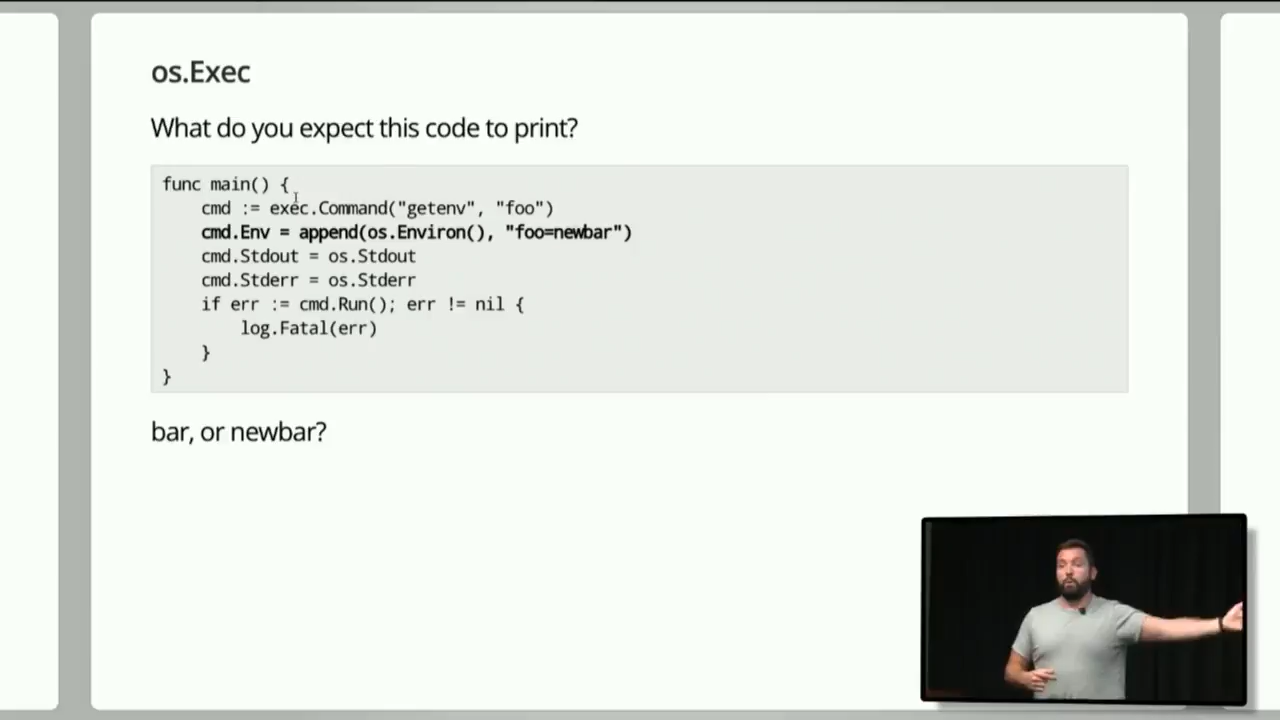 os.Exec
What do you expect this code to print?
func main() {
    cmd := exec.Command("getenv", "foo")
    cmd.Env = append(os.Environ(), "foo=newbar")
    cmd.Stdout = os.Stdout
    cmd.Stderr = os.Stderr
    if err := cmd.Run(); err != nil {
        log.Fatal(err)
    }
}
bar, or newbar?